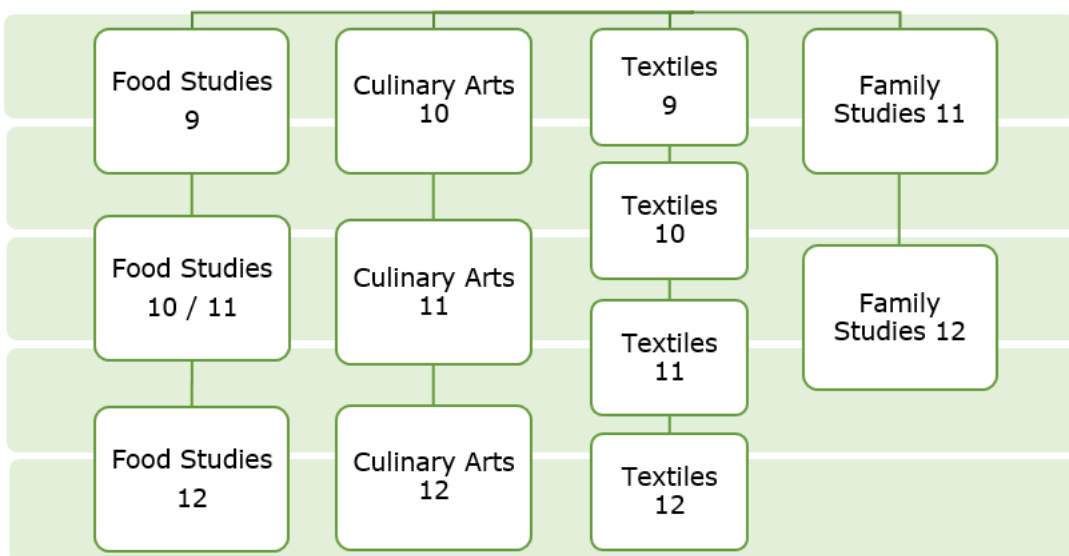 Food Studies
9
Culinary Arts
10
Textiles
9
Family
Studies 11
Food Studies
10 / 11
Culinary Arts
11
Textiles
10
Family
Studies 12
Textiles
11
Food Studies
12
Culinary Arts
12
Textiles
12